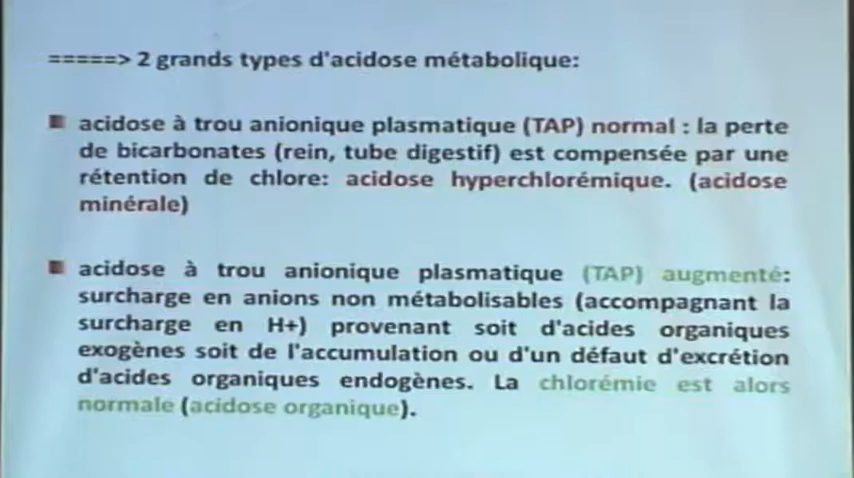 =====> 2 grands types d'acidose métabolique:
acidose à trou anionique plasmatique (TAP) normal : la perte
de bicarbonates (rein, tube digestif) est compensée par une
rétention de chlore: acidose hyperchlorémique. (acidose
minérale)
acidose à trou anionique plasmatique (TAP) augmenté:
surcharge en anions non métabolisables (accompagnant la
surcharge en H+) provenant soit d'acides organiques
exogènes soit de l'accumulation ou d'un défaut d'excrétion
d'acides organiques endogènes. La chlorémie est alors
normale (acidose organique).